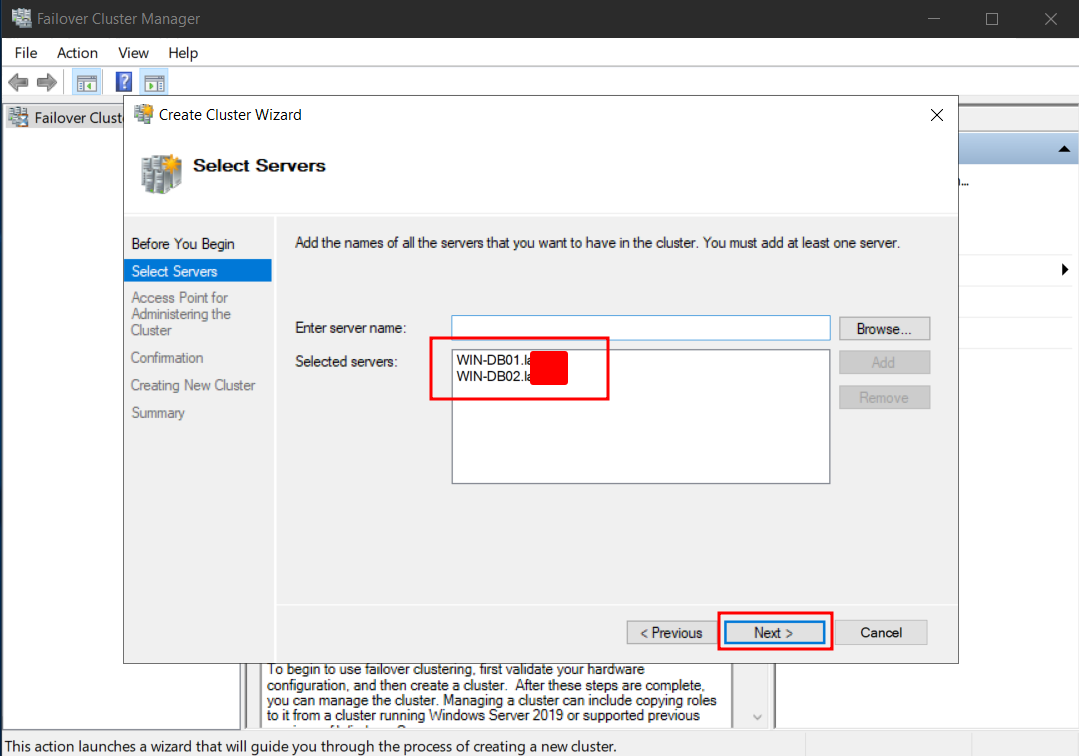 Failover Cluster Manager
File Action View Help
Failover Clust
Create Cluster Wizard
Select Servers
Before You Begin
Select Servers
Access Point for
Administering the
Cluster
Confirmation
Creating New Cluster
Summary
Add the names of all the servers that you want to have in the cluster. You must add at least one server.
Enter server name:
Browse...
Selected servers:
WIN-DB01.la
WIN-DB02.la
Add
Remove
< Previous
Next >
Cancel
To begin to use failover clustering, first validate your hardware
configuration, and then create a cluster. After these steps are complete,
you can manage the cluster. Managing a cluster can include copying roles
to it from a cluster running Windows Server 2019 or supported previous
This action launches a wizard that will guide you through the process of creating a new cluster.